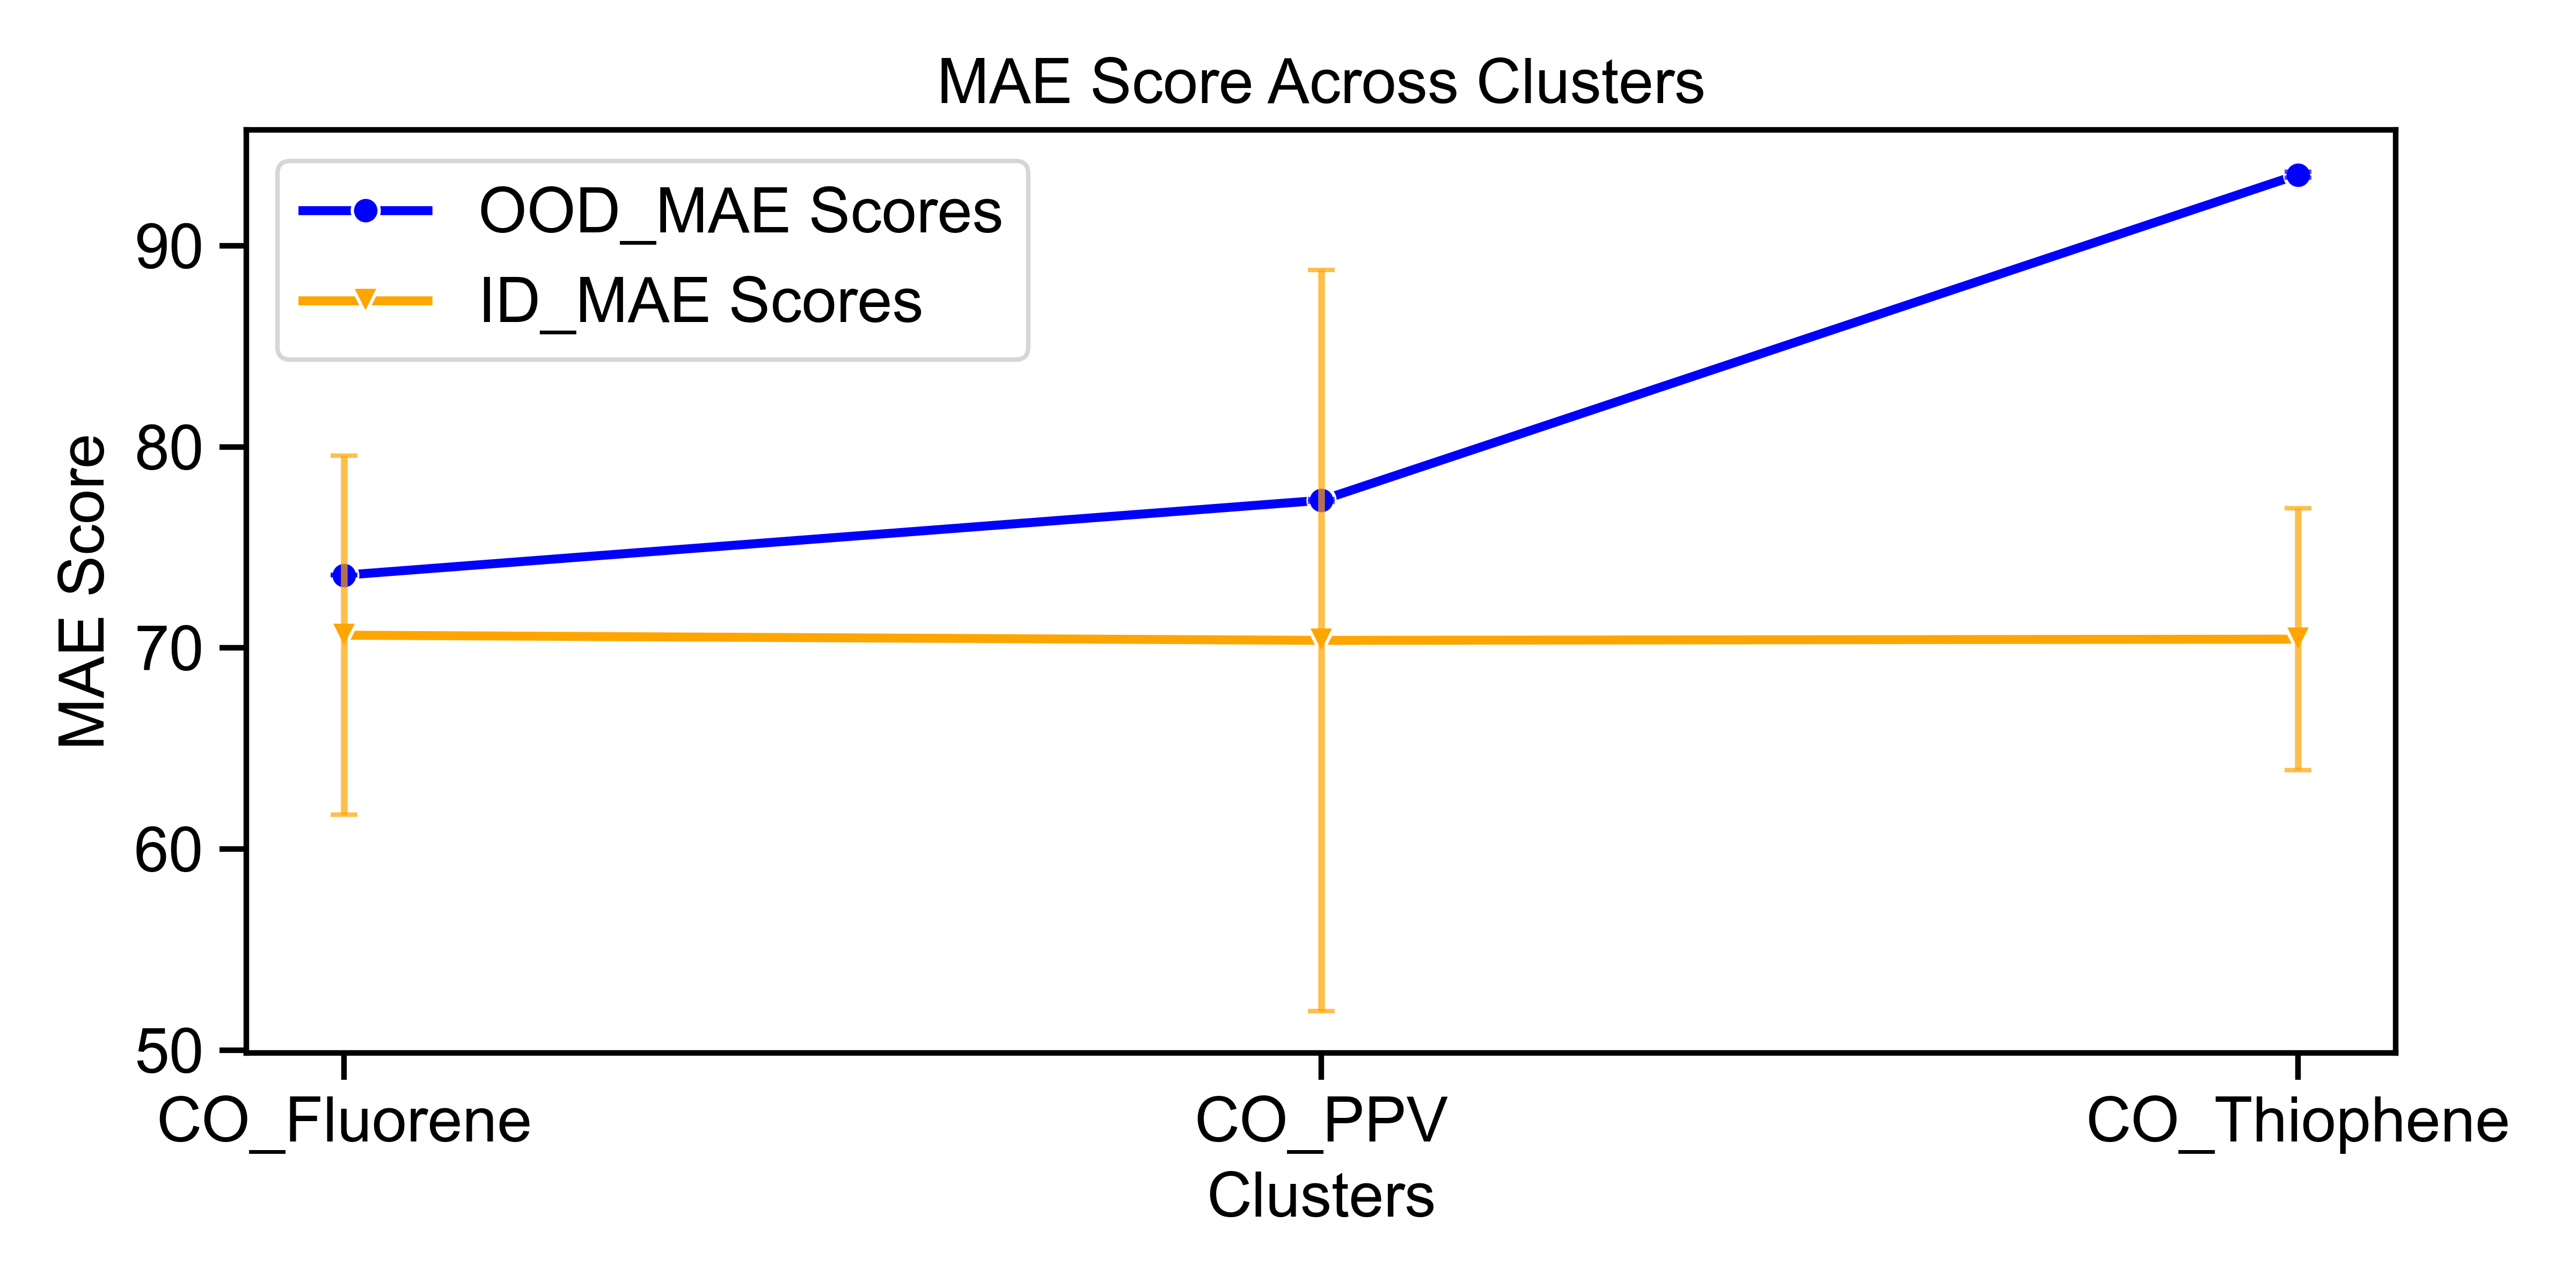 MAE Score Across Clusters
OOD_MAE Scores
ID_MAE Scores
MAE Score
90
80
70
60
50
CO_Fluorene
CO_PPV
CO_Thiophene
Clusters